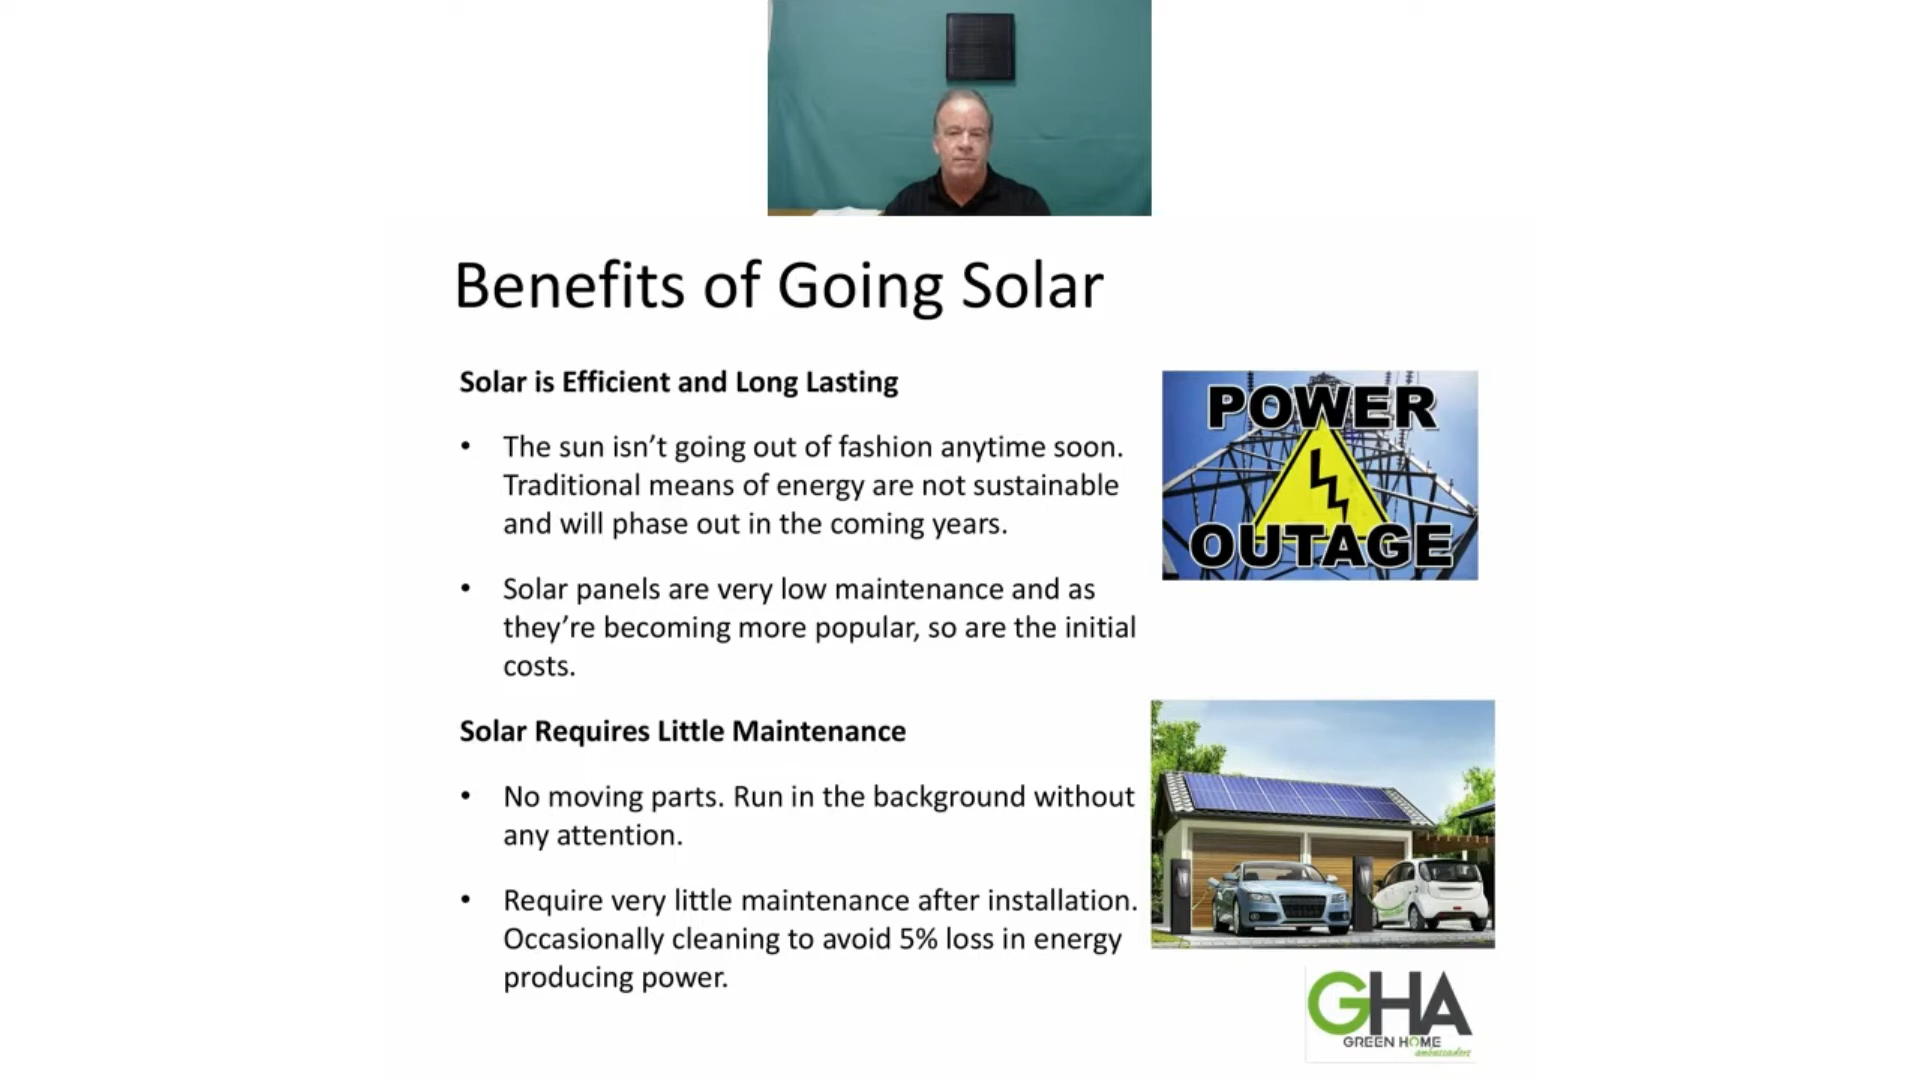 Benefits of Going Solar
Solar is Efficient and Long Lasting
• The sun isn’t going out of fashion anytime soon.
Traditional means of energy are not sustainable
and will phase out in the coming years.
• Solar panels are very low maintenance and as
they’re becoming more popular, so are the initial
costs.
POWER
OUTAGE
Solar Requires Little Maintenance
• No moving parts. Run in the background without
any attention.
• Require very little maintenance after installation.
Occasionally cleaning to avoid 5% loss in energy
producing power.
GHA
GREEN HOME
ambassadors